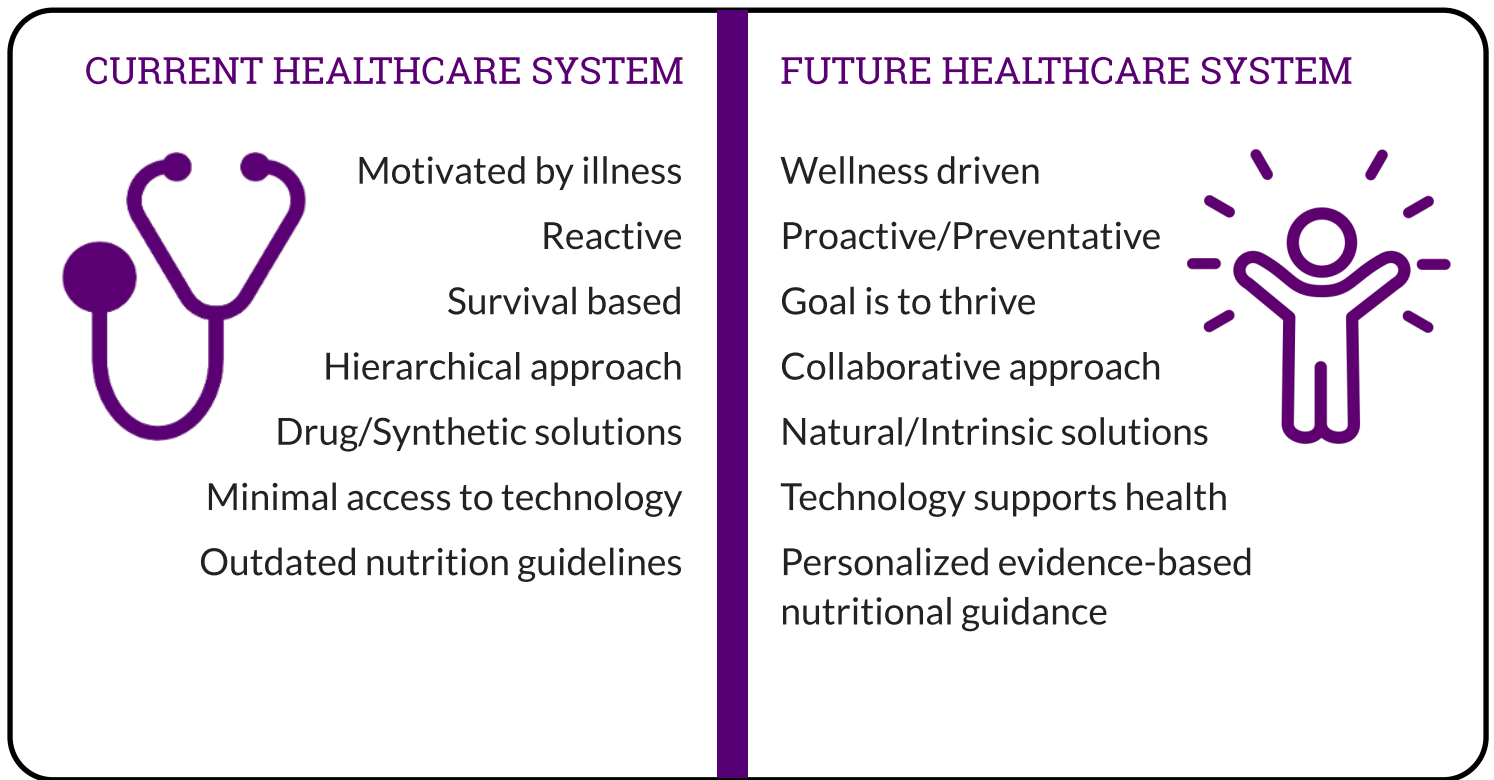 CURRENT HEALTHCARE SYSTEM
Motivated by illness
Reactive
Survival based
Hierarchical approach
Drug/Synthetic solutions
Minimal access to technology
Outdated nutrition guidelines
FUTURE HEALTHCARE SYSTEM
Wellness driven
Proactive/Preventative
Goal is to thrive
Collaborative approach
Natural/Intrinsic solutions
Technology supports health
Personalized evidence-based
nutritional guidance